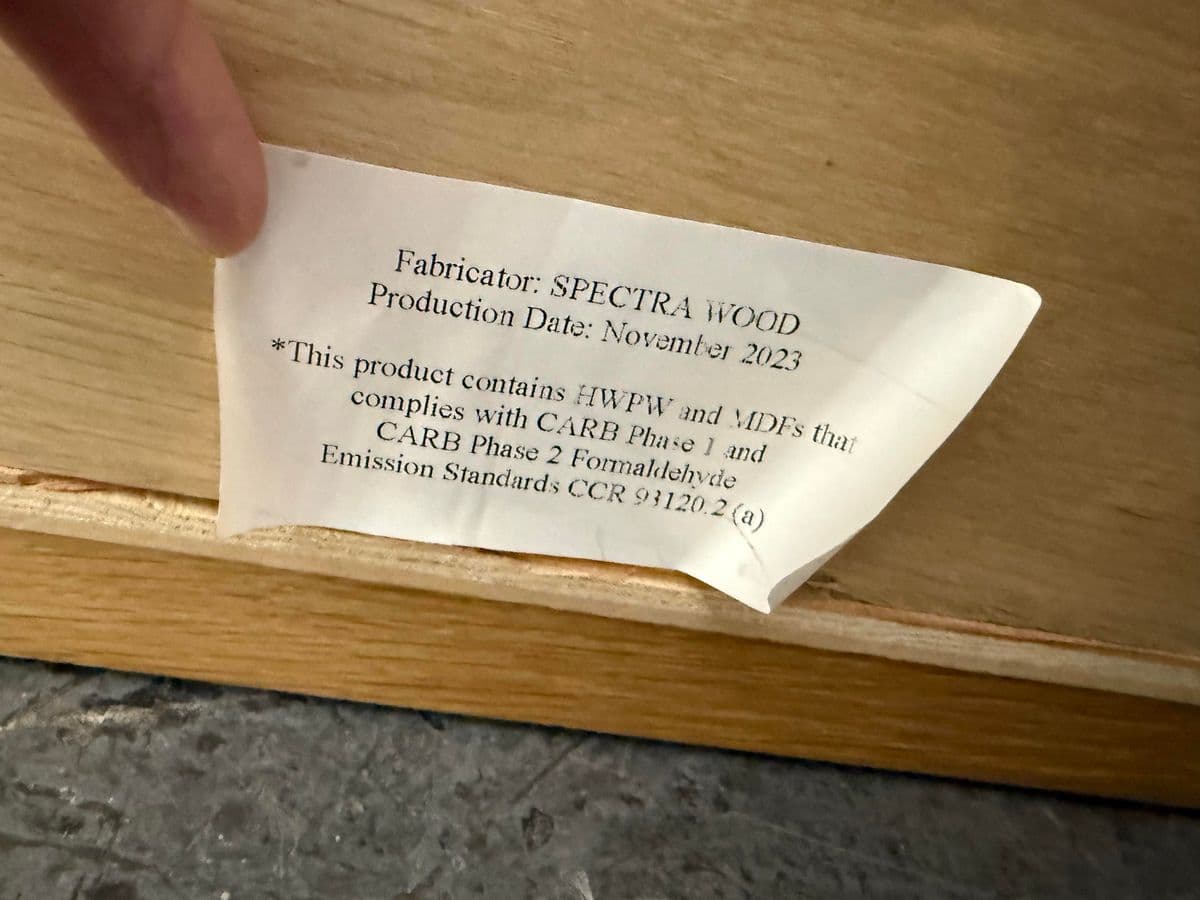 Fabricator: SPECTRA WOOD
Production Date: November 2023
*This product contains HWPW and MDFs that
complies with CARB Phase 1 and
CARB Phase 2 Formaldehyde
Emission Standards CCR 93120.2 (a)